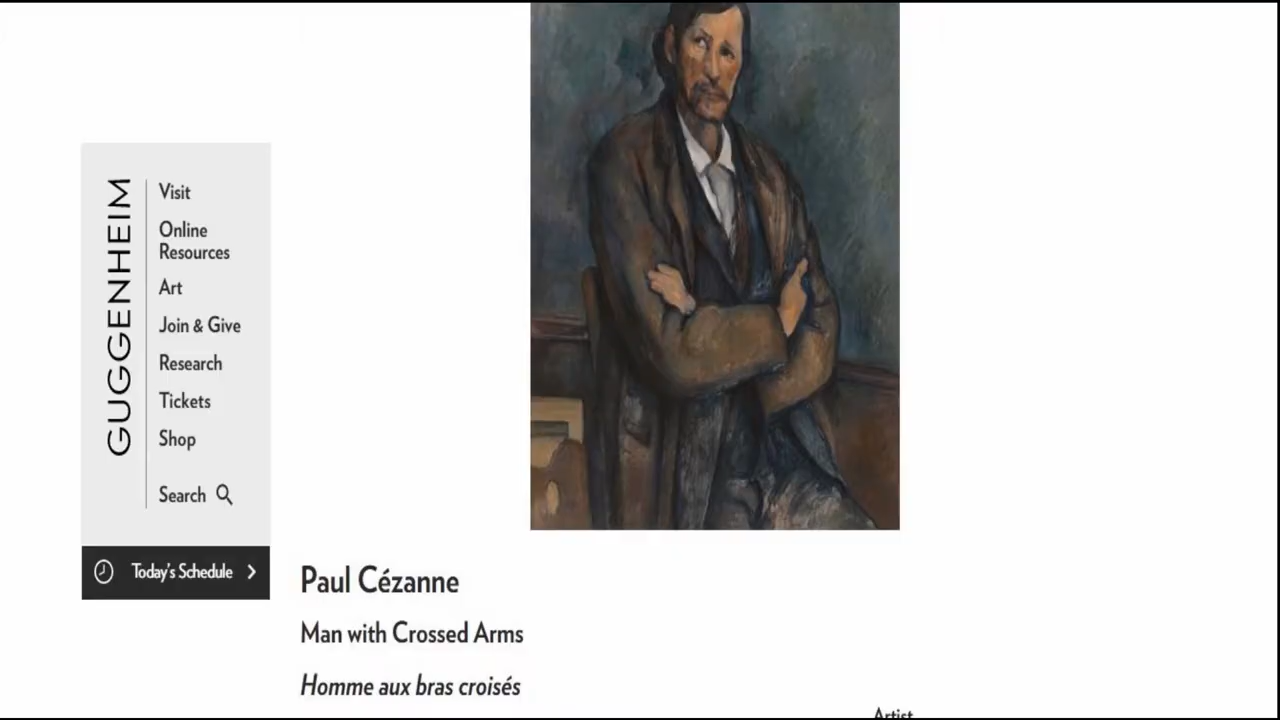 GUGGENHEIM
Visit
Online
Resources
Art
Join & Give
Research
Tickets
Shop
Search
Today's Schedule
Paul Cézanne
Man with Crossed Arms
Homme aux bras croisés
Artist